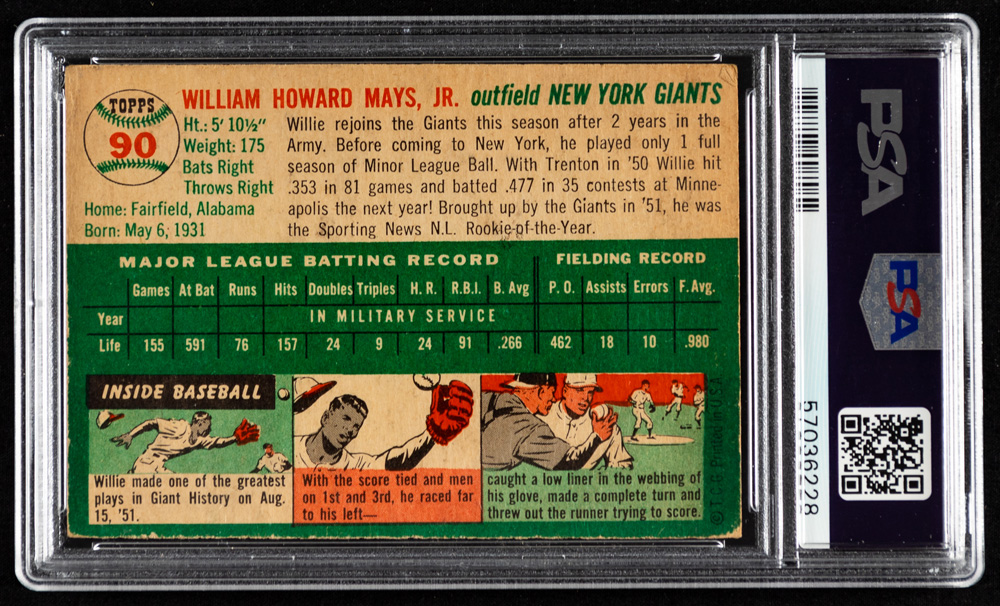 TOPPS
90
WILLIAM HOWARD MAYS, JR. outfield NEW YORK GIANTS
Ht.: 5' 10½"
Weight: 175
Bats Right
Throws Right
Home: Fairfield, Alabama
Born: May 6, 1931
Willie rejoins the Giants this season after 2 years in the
Army. Before coming to New York, he played only 1 full
season of Minor League Ball. With Trenton in '50 Willie hit
.353 in 81 games and batted .477 in 35 contests at Minne-
apolis the next year! Brought up by the Giants in '51, he was
the Sporting News N.L. Rookie-of-the-Year.
MAJOR LEAGUE BATTING RECORD FIELDING RECORD
Games At Bat Runs Hits Doubles Triples H. R. R.B.I. B. Avg P. O. Assists Errors F. Avg.
Year IN MILITARY SERVICE
Life 155 591 76 157 24 9 24 91 .266 462 18 10 .980
INSIDE BASEBALL
Willie made one of the greatest
plays in Giant History on Aug.
15, '51.
With the score tied and men
on 1st and 3rd, he raced far
to his left—
caught a low liner in the webbing of
his glove, made a complete turn and
threw out the runner trying to score.
© T.C.G. Printed in U.S.A.
PSA
PSA
57036228